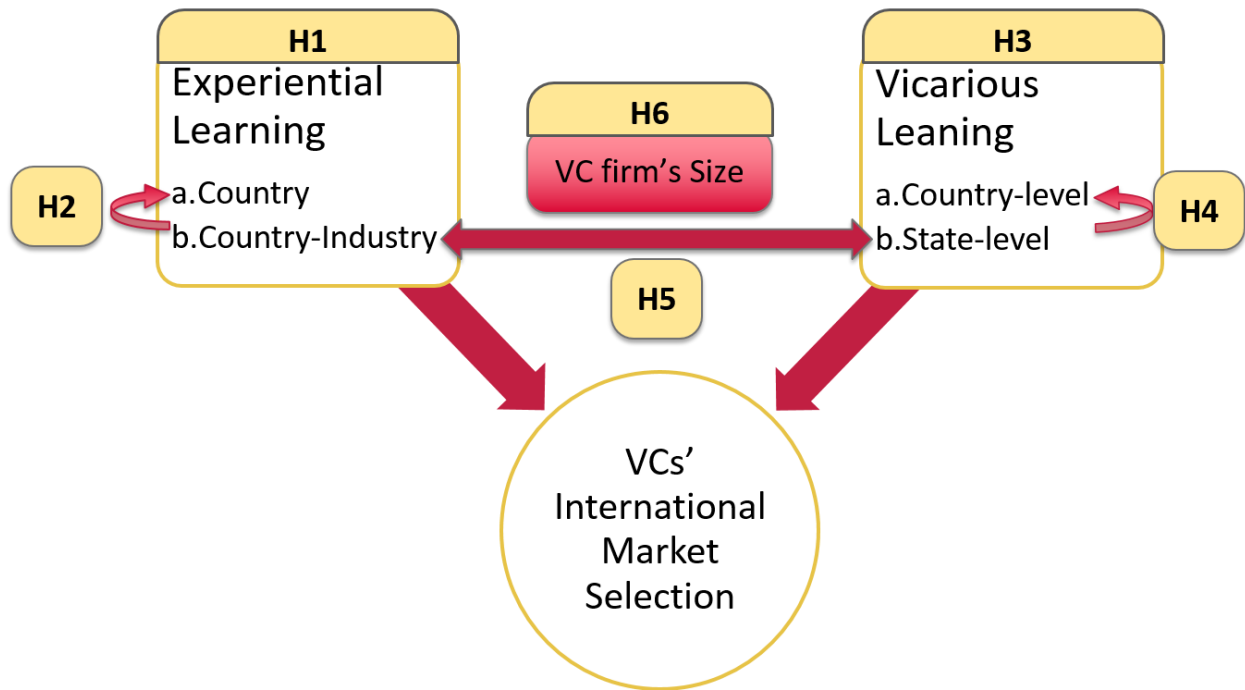 H1
Experiential
Learning
a.Country
b.Country-Industry
H2
H6
VC firm's Size
H5
H3
Vicarious
Leaning
a.Country-level
b.State-level
H4
VCs'
International
Market
Selection